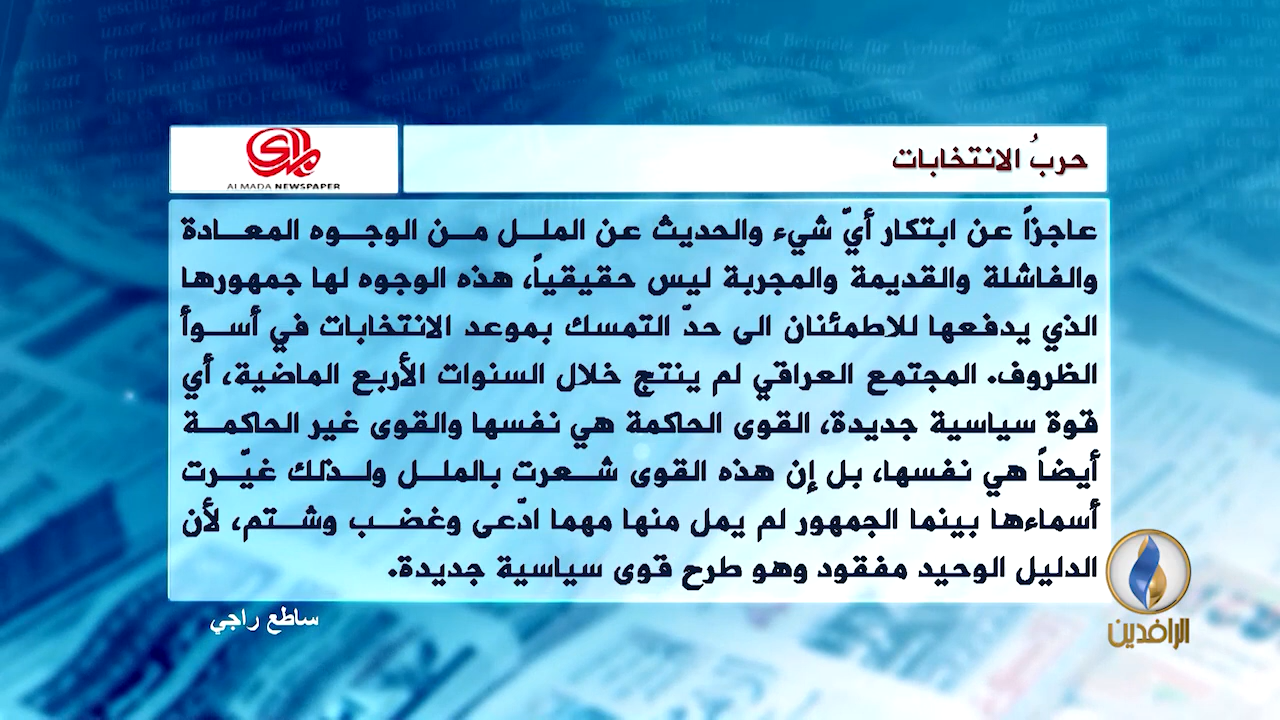 حربُ الانتخابات
المدى
AL MADA NEWSPAPER
عاجزاً عن ابتكار أيّ شيء والحديث عن الملل من الوجوه المعادة
والفاشلة والقديمة والمجربة ليس حقيقياً، هذه الوجوه لها جمهورها
الذي يدفعها للاطمئنان الى حدّ التمسك بموعد الانتخابات في أسوأ
الظروف. المجتمع العراقي لم ينتج خلال السنوات الأربع الماضية، أي
قوة سياسية جديدة، القوى الحاكمة هي نفسها والقوى غير الحاكمة
أيضاً هي نفسها، بل إن هذه القوى شعرت بالملل ولذلك غيّرت
أسماءها بينما الجمهور لم يمل منها مهما ادّعى وغضب وشتم، لأن
الدليل الوحيد مفقود وهو طرح قوى سياسية جديدة.
ساطع راجي
الرافدين